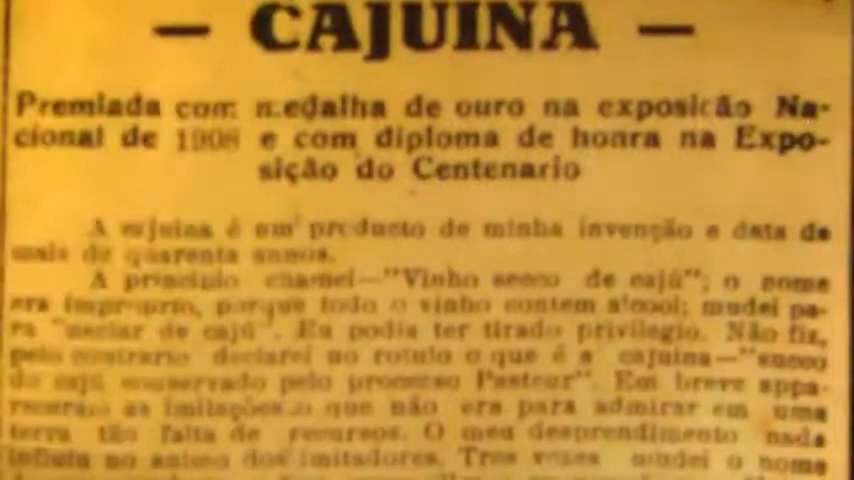 — CAJUINA —
Premiada com medalha de ouro na exposição Na-
cional de 1908 e com diploma de honra na Expo-
sição do Centenario
A cajuina é um producto de minha invenção e data de
mais de quarenta annos.
A principio chamei—"Vinho secco de cajú"; o nome
era improprio, porque todo o vinho contem alcool; mudei pa-
ra "nectar de cajú". Eu podia ter tirado privilegio. Não fiz,
pelo contrario declarei no rotulo o que é a cajuina—"succo
de cajú conservado pelo processo Pasteur". Em breve appa-
receram as imitações o que não era para admirar em uma
terra tão falta de recursos. O meu desprendimento nada
influiu no animo dos imitadores. Tres vezes mudei o nome